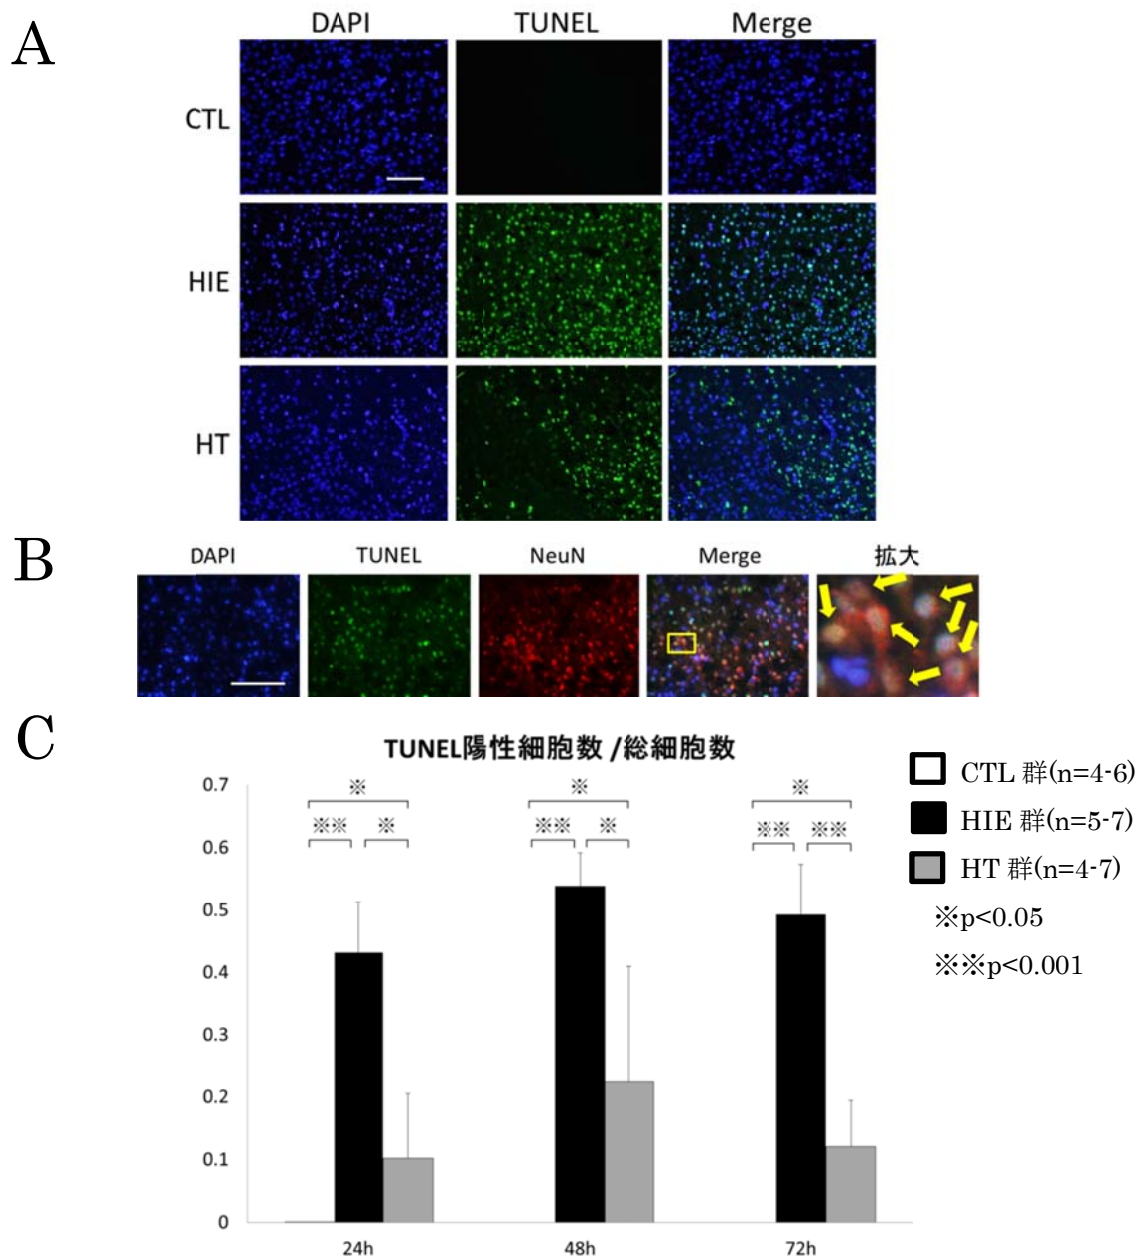 A
DAPI TUNEL Merge
CTL
HIE
HT
B
DAPI TUNEL NeuN Merge 拡大
C
TUNEL陽性細胞数 /総細胞数
CTL 群(n=4-6)
HIE 群(n=5-7)
HT 群(n=4-7)
※p<0.05
※※p<0.001
0.7
※ ※ ※
※※ ※ ※※ ※ ※※ ※※
0.6
0.5
0.4
0.3
0.2
0.1
0
24h 48h 72h